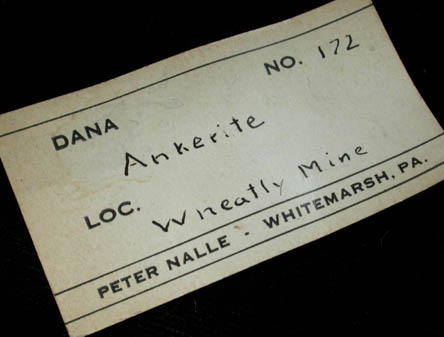 NO. 172
DANA
Ankerite
LOC.
Wheatly Mine
PETER NALLE - WHITEMARSH, PA.